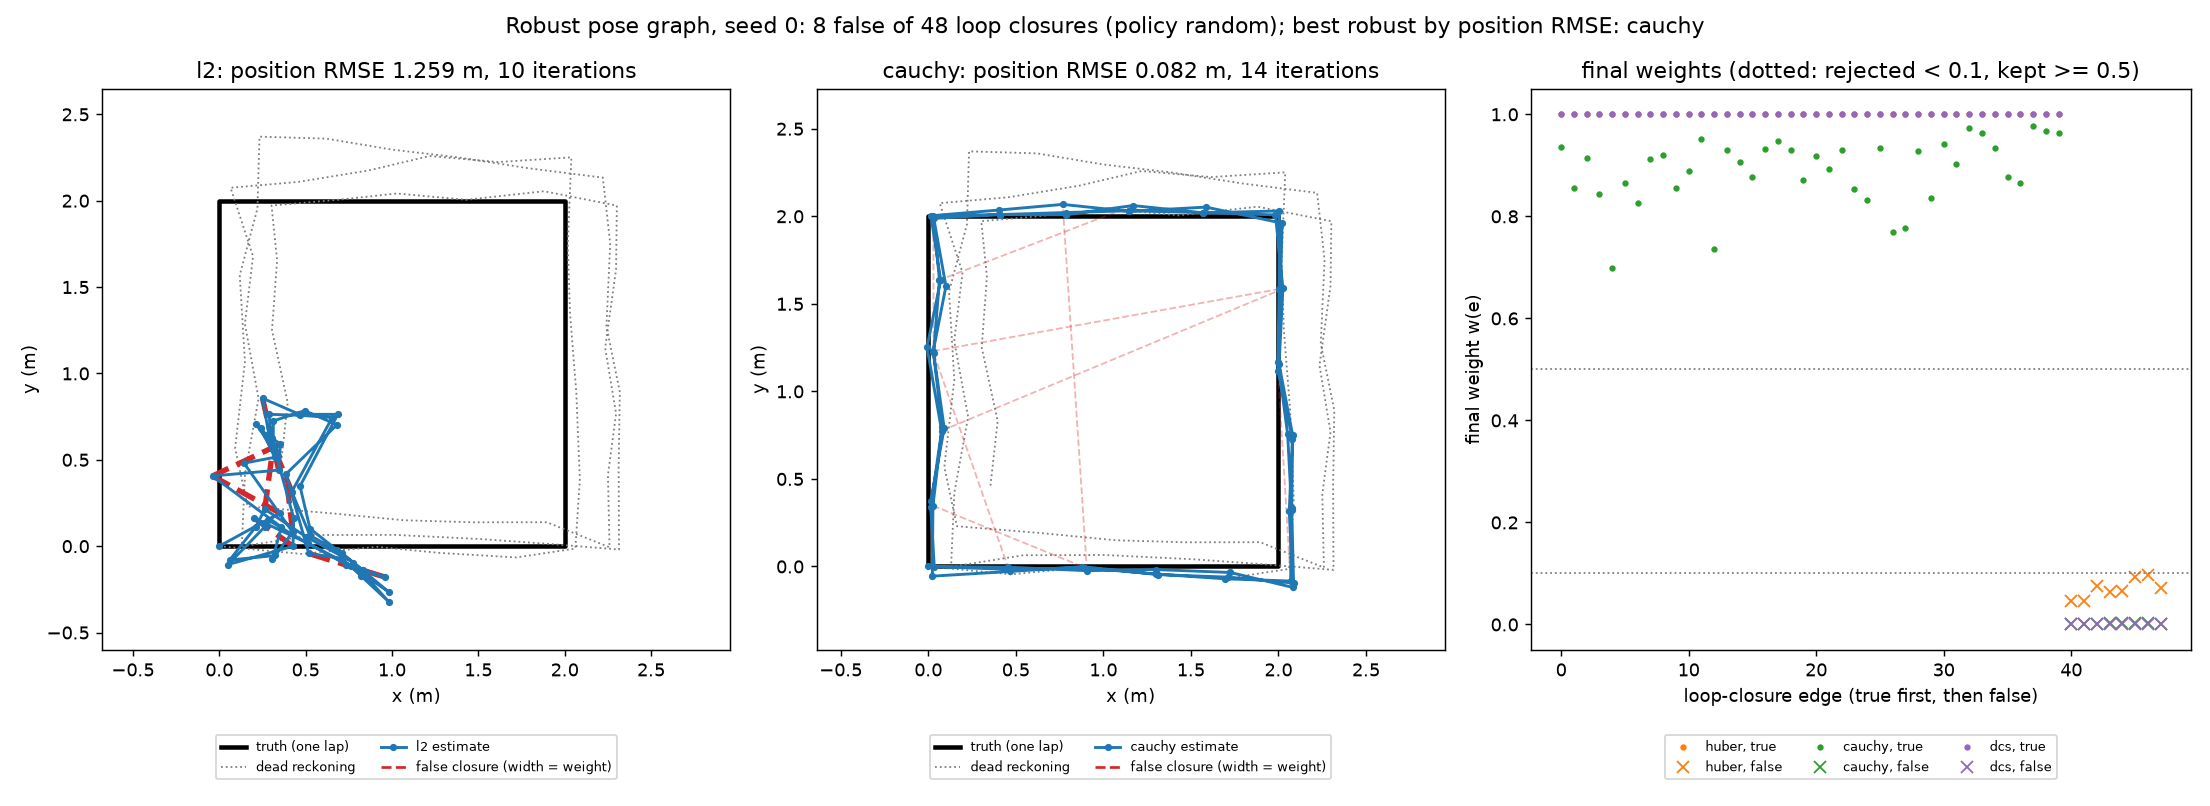 Robust pose graph, seed 0: 8 false of 48 loop closures (policy random); best robust by position RMSE: cauchy
l2: position RMSE 1.259 m, 10 iterations
2.5
2.0
1.5
1.0
0.5
0.0
−0.5
y (m)
−0.5 0.0 0.5 1.0 1.5 2.0 2.5
x (m)
truth (one lap)
dead reckoning
l2 estimate
false closure (width = weight)
cauchy: position RMSE 0.082 m, 14 iterations
2.5
2.0
1.5
1.0
0.5
0.0
y (m)
−0.5 0.0 0.5 1.0 1.5 2.0 2.5
x (m)
truth (one lap)
dead reckoning
cauchy estimate
false closure (width = weight)
final weights (dotted: rejected < 0.1, kept >= 0.5)
1.0
0.8
0.6
0.4
0.2
0.0
final weight w(e)
0 10 20 30 40
loop-closure edge (true first, then false)
huber, true
huber, false
cauchy, true
cauchy, false
dcs, true
dcs, false